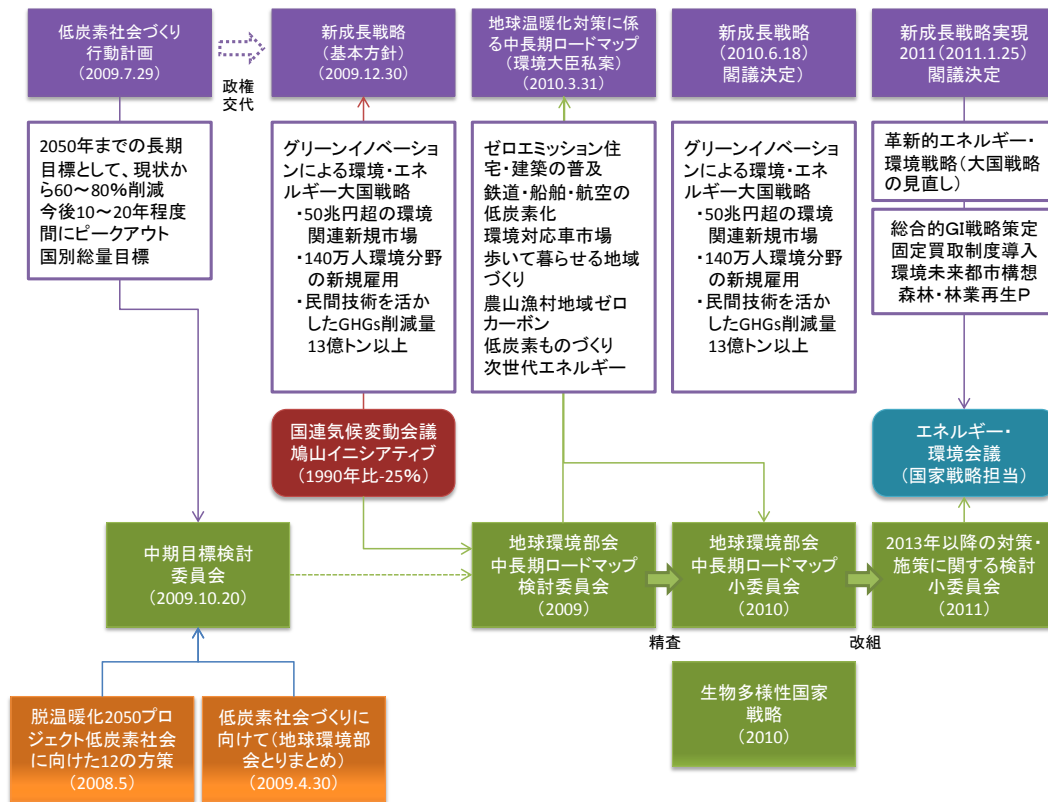 低炭素社会づくり
行動計画
(2009.7.29)
政権
交代
新成長戦略
(基本方針)
(2009.12.30)
地球温暖化対策に係
る中長期ロードマップ
(環境大臣私案)
(2010.3.31)
新成長戦略
(2010.6.18)
閣議決定)
新成長戦略実現
2011(2011.1.25)
閣議決定
2050年までの長期
目標として、現状か
ら60～80%削減
今後10～20年程度
間にピークアウト
国別総量目標
グリーンイノベーショ
ンによる環境・エネ
ルギー大国戦略
・50兆円超の環境
関連新規市場
・140万人環境分野
の新規雇用
・民間技術を活か
したGHGs削減量
13億トン以上
ゼロエミッション住
宅・建築の普及
鉄道・船舶・航空の
低炭素化
環境対応車市場
歩いて暮らせる地域
づくり
農山漁村地域ゼロ
カーボン
低炭素ものづくり
次世代エネルギー
グリーンイノベーショ
ンによる環境・エネ
ルギー大国戦略
・50兆円超の環境
関連新規市場
・140万人環境分野
の新規雇用
・民間技術を活か
したGHGs削減量
13億トン以上
革新的エネルギー・
環境戦略(大国戦略
の見直し)
総合的GI戦略策定
固定買取制度導入
環境未来都市構想
森林・林業再生P
国連気候変動会議
鳩山イニシアティブ
(1990年比-25%)
エネルギー・
環境会議
(国家戦略担当)
中期目標検討
委員会
(2009.10.20)
地球環境部会
中長期ロードマップ
検討委員会
(2009)
精査
地球環境部会
中長期ロードマップ
小委員会
(2010)
改組
2013年以降の対策・
施策に関する検討
小委員会
(2011)
脱温暖化2050プロ
ジェクト低炭素社会
に向けた12の方策
(2008.5)
低炭素社会づくりに
向けて(地球環境部
会とりまとめ)
(2009.4.30)
生物多様性国家
戦略
(2010)